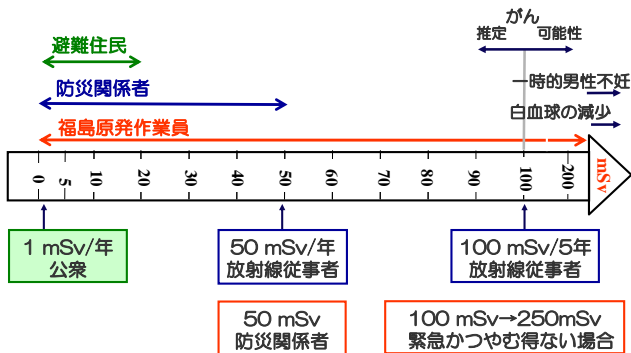 がん
推定 可能性
避難住民
一時的男性不妊
防災関係者
白血球の減少
福島原発作業員
0 5 10 20 30 40 50 70 80 90 100 200 mSv
1 mSv/年
公衆
50 mSv/年
放射線従事者
100 mSv/5年
放射線従事者
50 mSv
防災関係者
100 mSv→250mSv
緊急かつやむ得ない場合